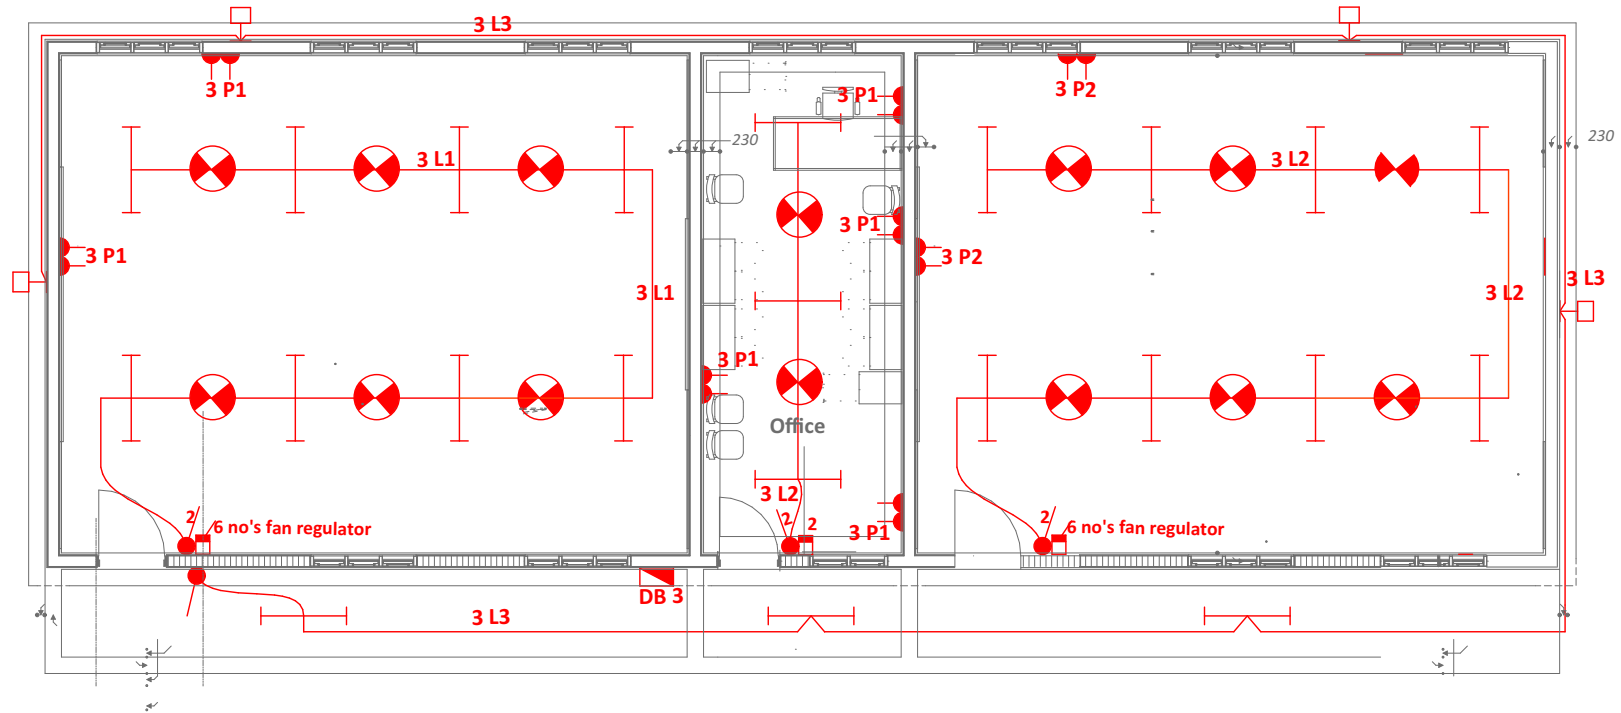 3 L3
3 P1
3 P1
3 P2
230
230
3 L1
3 L2
3 P1
3 P1
3 P2
3 L3
3 L1
3 L2
3 P1
Office
3 L2
2
6 no's fan regulator
2
2
3 P1
2
6 no's fan regulator
DB 3
3 L3